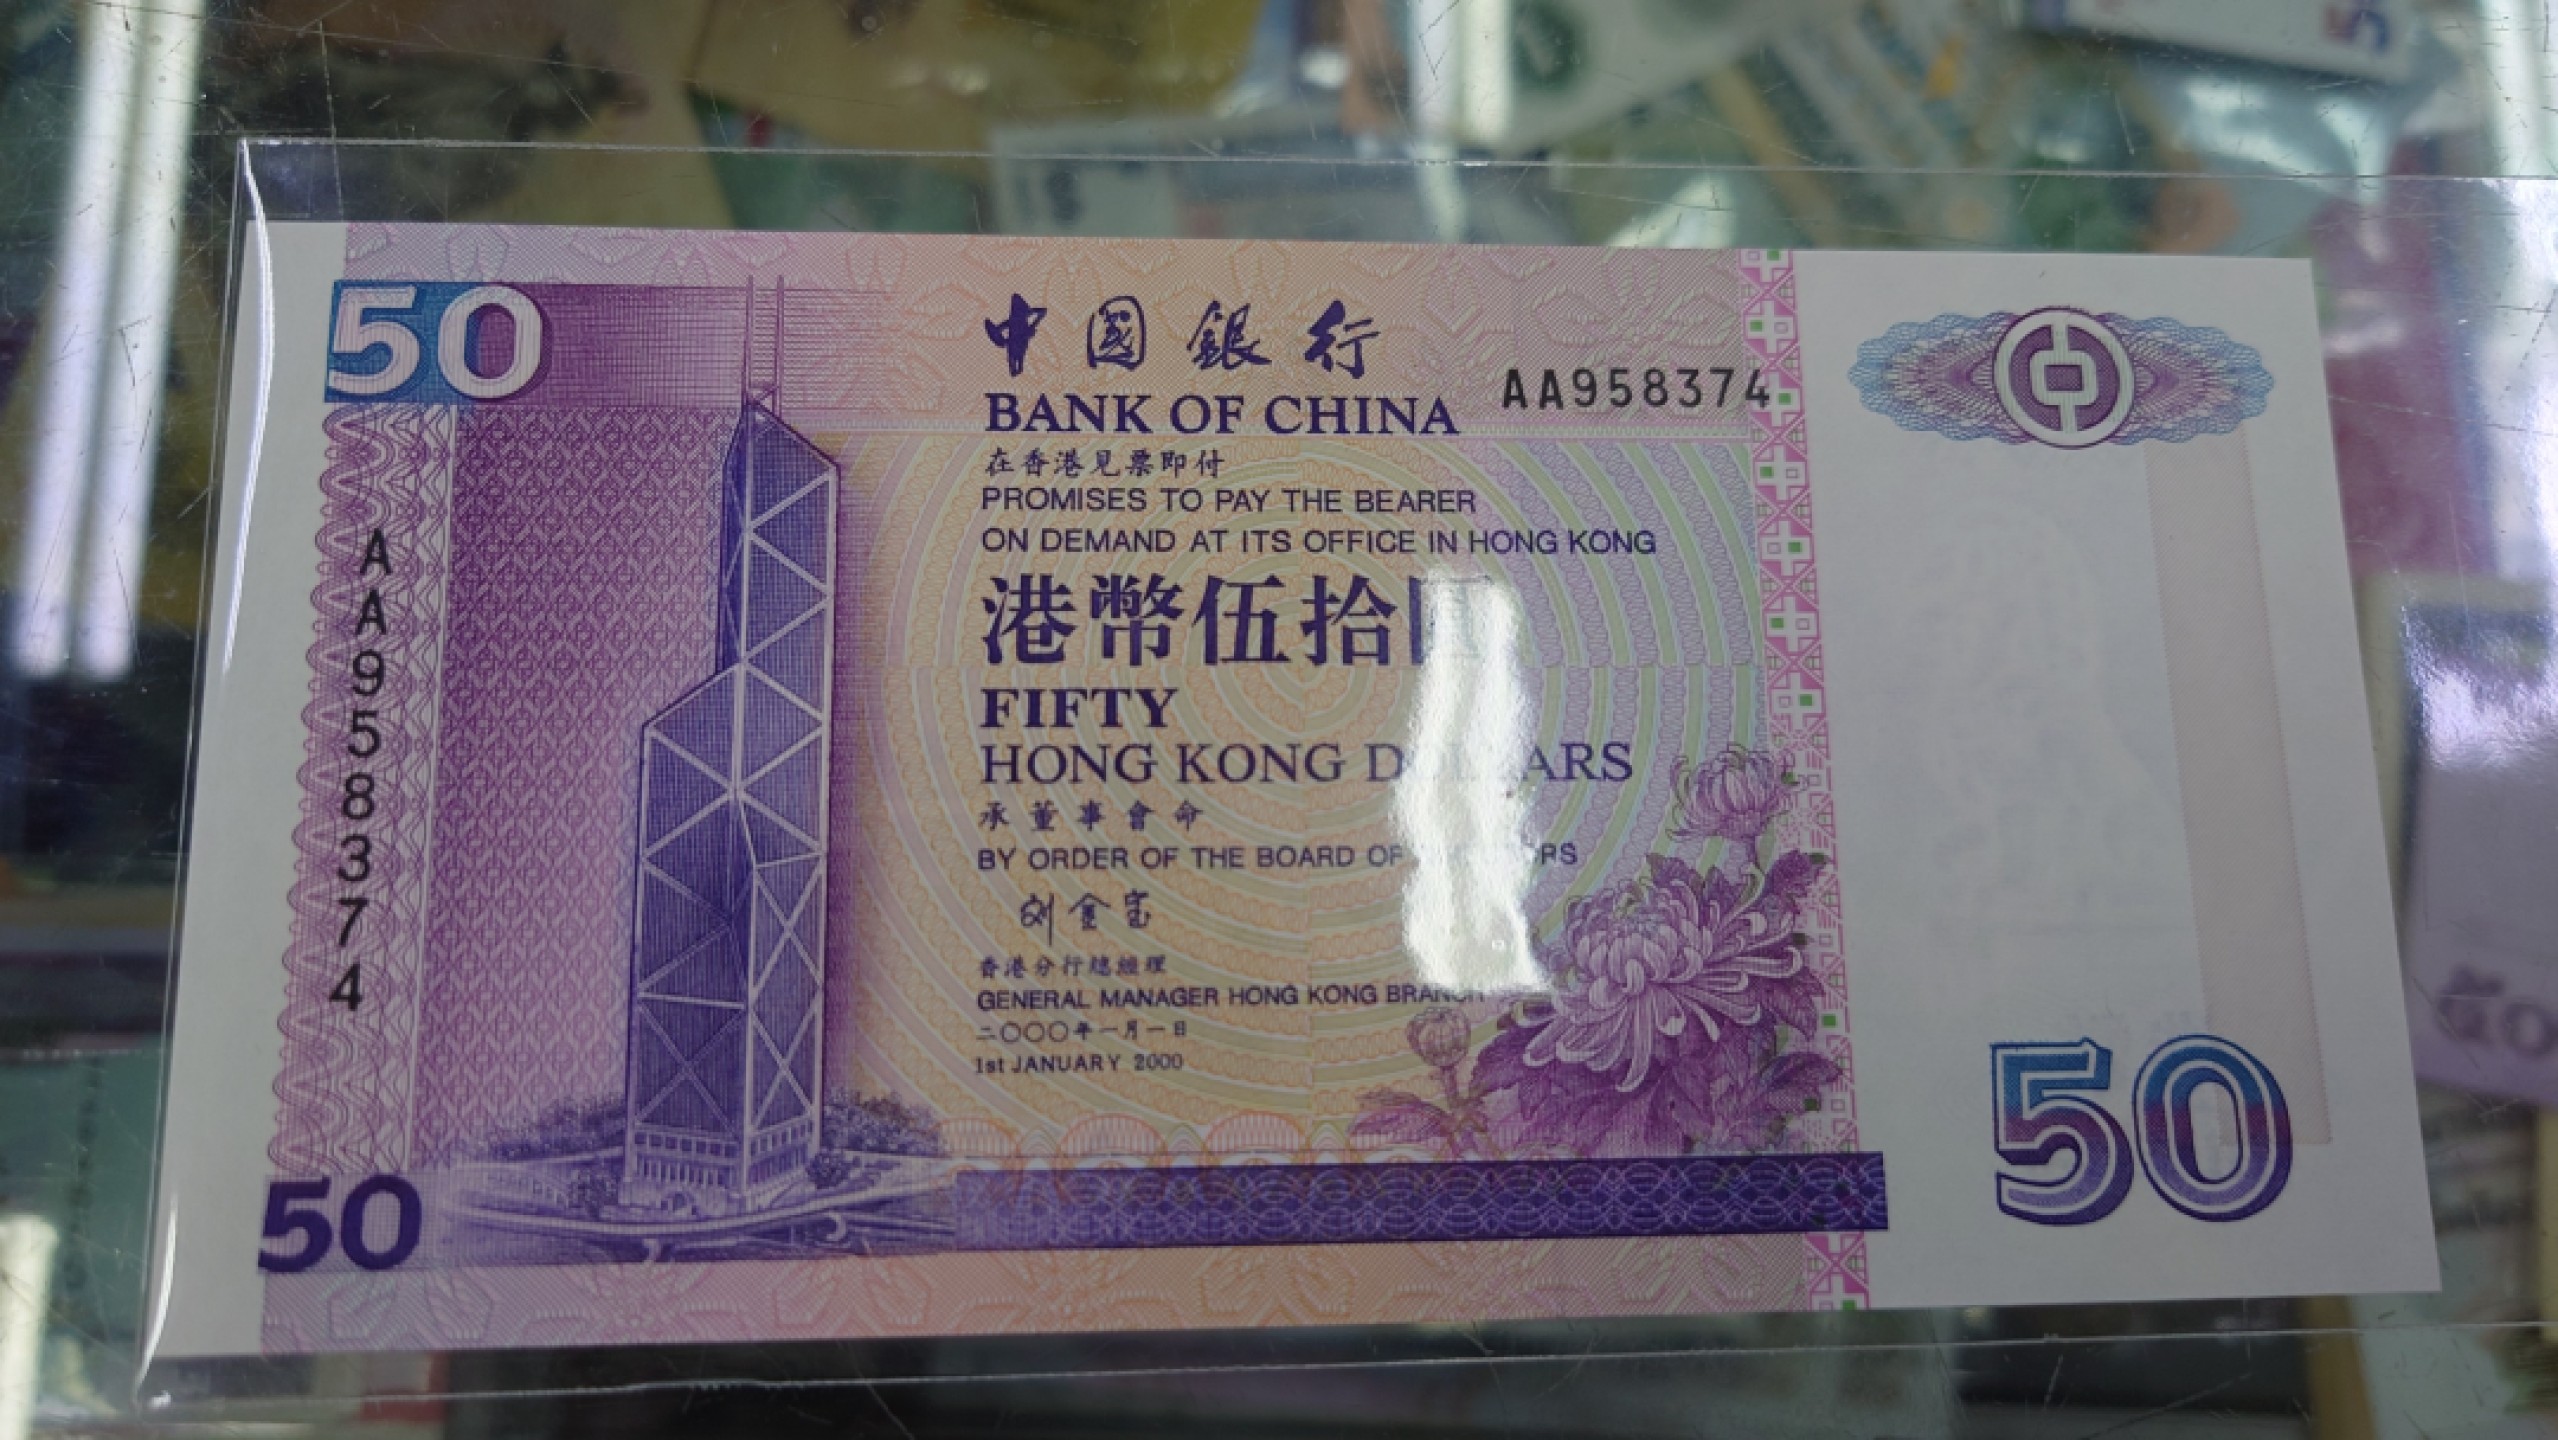 50
中國銀行
BANK OF CHINA
AA958374
在香港見票即付
PROMISES TO PAY THE BEARER
ON DEMAND AT ITS OFFICE IN HONG KONG
港幣伍拾
FIFTY
HONG KONG
承董事會命
BY ORDER OF THE BOARD OF
刘金宝
香港分行總經理
GENERAL MANAGER HONG KONG BRANCH
二〇〇〇年一月一日
1st JANUARY 2000
AA958374
50
50